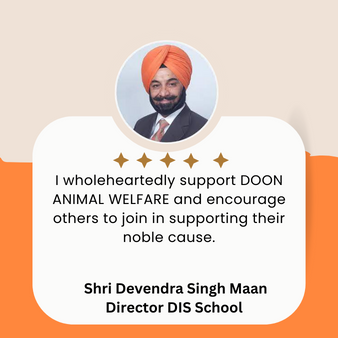 I wholeheartedly support DOON
ANIMAL WELFARE and encourage
others to join in supporting their
noble cause.
Shri Devendra Singh Maan
Director DIS School